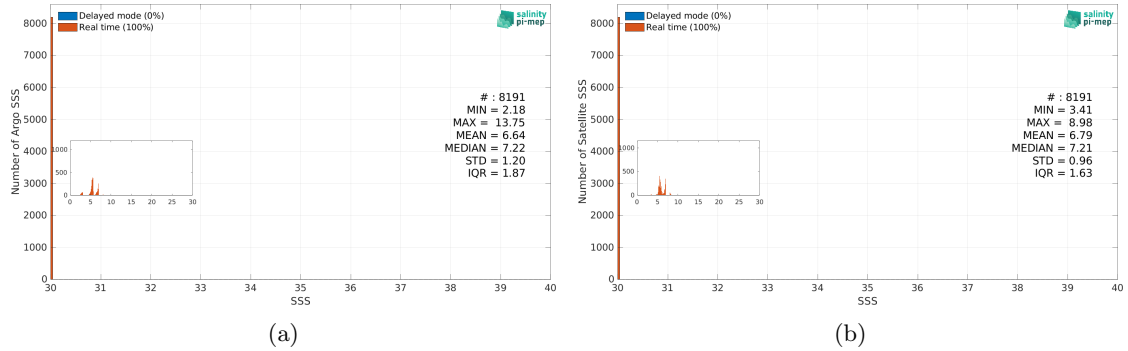 8000
7000
6000
5000
4000
3000
2000
1000
0
Number of Argo SSS
Delayed mode (0%)
Real time (100%)
salinity
pi-mep
# : 8191
MIN = 2.18
MAX = 13.75
MEAN = 6.64
MEDIAN = 7.22
STD = 1.20
IQR = 1.87
1000
500
0
0 5 10 15 20 25 30
30 31 32 33 34 35 36 37 38 39 40
SSS
(a)
8000
7000
6000
5000
4000
3000
2000
1000
0
Number of Satellite SSS
Delayed mode (0%)
Real time (100%)
salinity
pi-mep
# : 8191
MIN = 3.41
MAX = 8.98
MEAN = 6.79
MEDIAN = 7.21
STD = 0.96
IQR = 1.63
1000
500
0
0 5 10 15 20 25 30
30 31 32 33 34 35 36 37 38 39 40
SSS
(b)